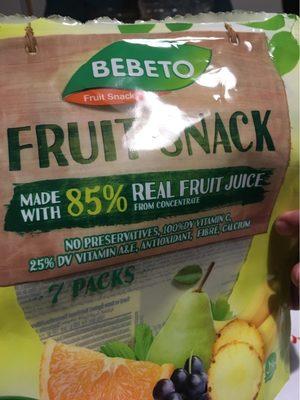 BEBETO
Fruit Snack
FRUIT SNACK
MADE WITH 85% REAL FRUIT JUICE
FROM CONCENTRATE
NO PRESERVATIVES, 100% DV VITAMIN C,
25% DV VITAMIN A&E, ANTIOXIDANT, FIBRE, CALCIUM
7 PACKS